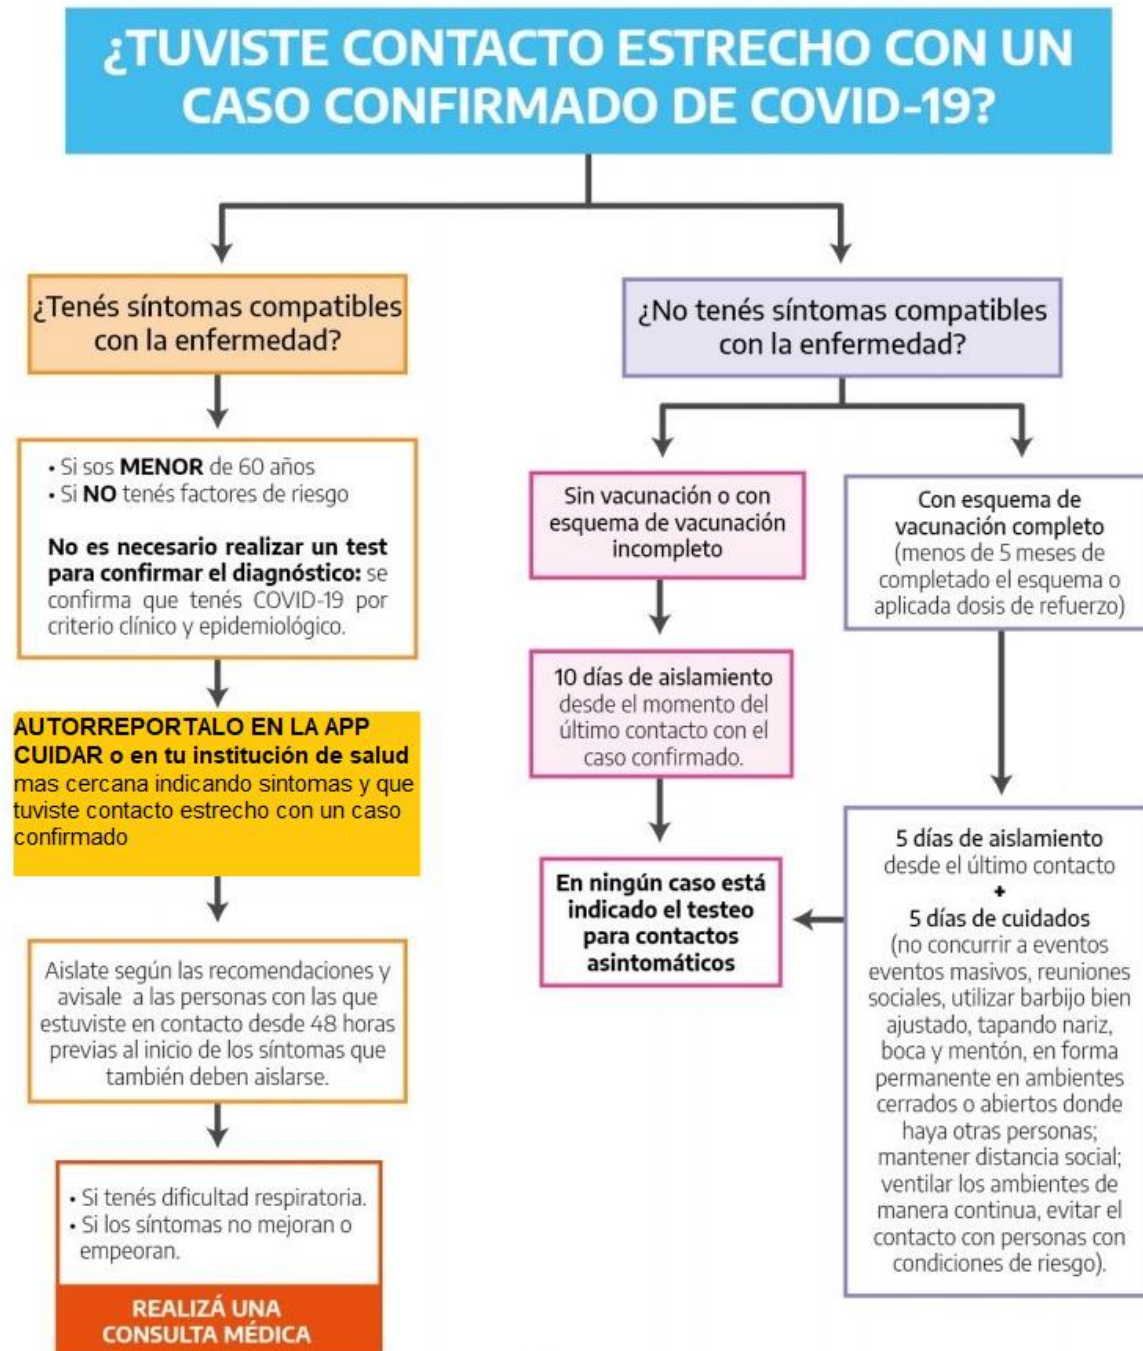 ¿TUVISTE CONTACTO ESTRECHO CON UN
CASO CONFIRMADO DE COVID-19?
¿Tenés síntomas compatibles
con la enfermedad?
• Si sos MENOR de 60 años
• Si NO tenés factores de riesgo
No es necesario realizar un test
para confirmar el diagnóstico: se
confirma que tenés COVID-19 por
criterio clínico y epidemiológico.
AUTORREPORTALO EN LA APP
CUIDAR o en tu institución de salud
mas cercana indicando síntomas y que
tuviste contacto estrecho con un caso
confirmado
Aislate según las recomendaciones y
avisale a las personas con las que
estuviste en contacto desde 48 horas
previas al inicio de los síntomas que
también deben aislarse.
• Si tenés dificultad respiratoria.
• Si los síntomas no mejoran o
empeoran.
REALIZÁ UNA
CONSULTA MÉDICA
¿No tenés síntomas compatibles
con la enfermedad?
Sin vacunación o con
esquema de vacunación
incompleto
10 días de aislamiento
desde el momento del
último contacto con el
caso confirmado.
En ningún caso está
indicado el testeo
para contactos
asintomáticos
Con esquema de
vacunación completo
(menos de 5 meses de
completado el esquema o
aplicada dosis de refuerzo)
5 días de aislamiento
desde el último contacto
+
5 días de cuidados
(no concurrir a eventos
eventos masivos, reuniones
sociales, utilizar barbijo bien
ajustado, tapando nariz,
boca y mentón, en forma
permanente en ambientes
cerrados o abiertos donde
haya otras personas;
mantener distancia social;
ventilar los ambientes de
manera continua, evitar el
contacto con personas con
condiciones de riesgo).